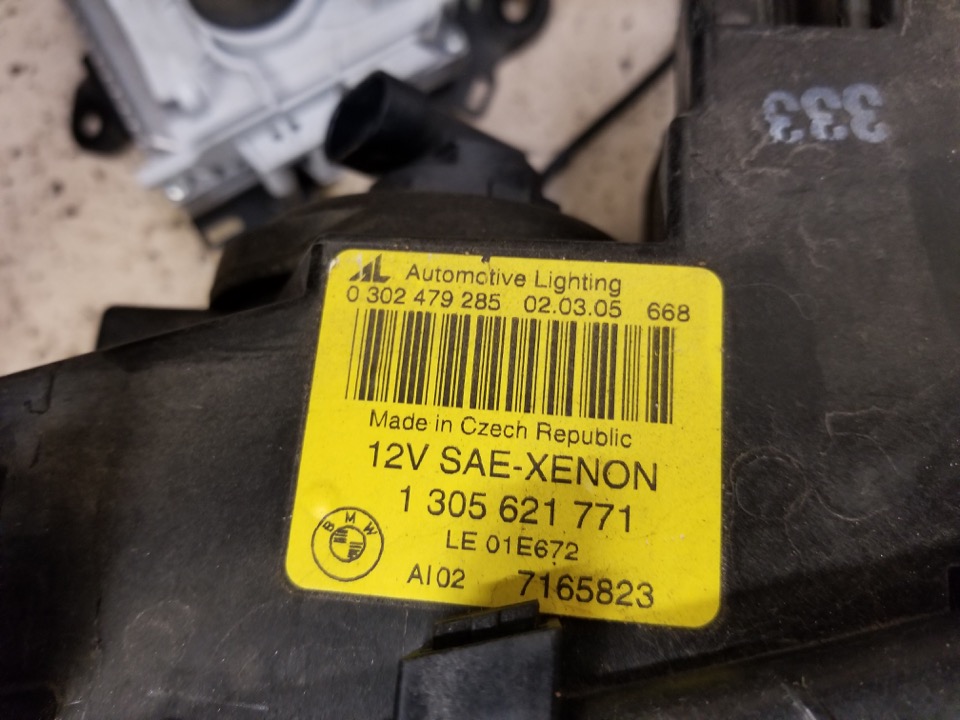 333
AL Automotive Lighting
0 302 479 285 02.03.05 668
Made in Czech Republic
12V SAE-XENON
1 305 621 771
BMW
LE 01E672
AI02 7165823